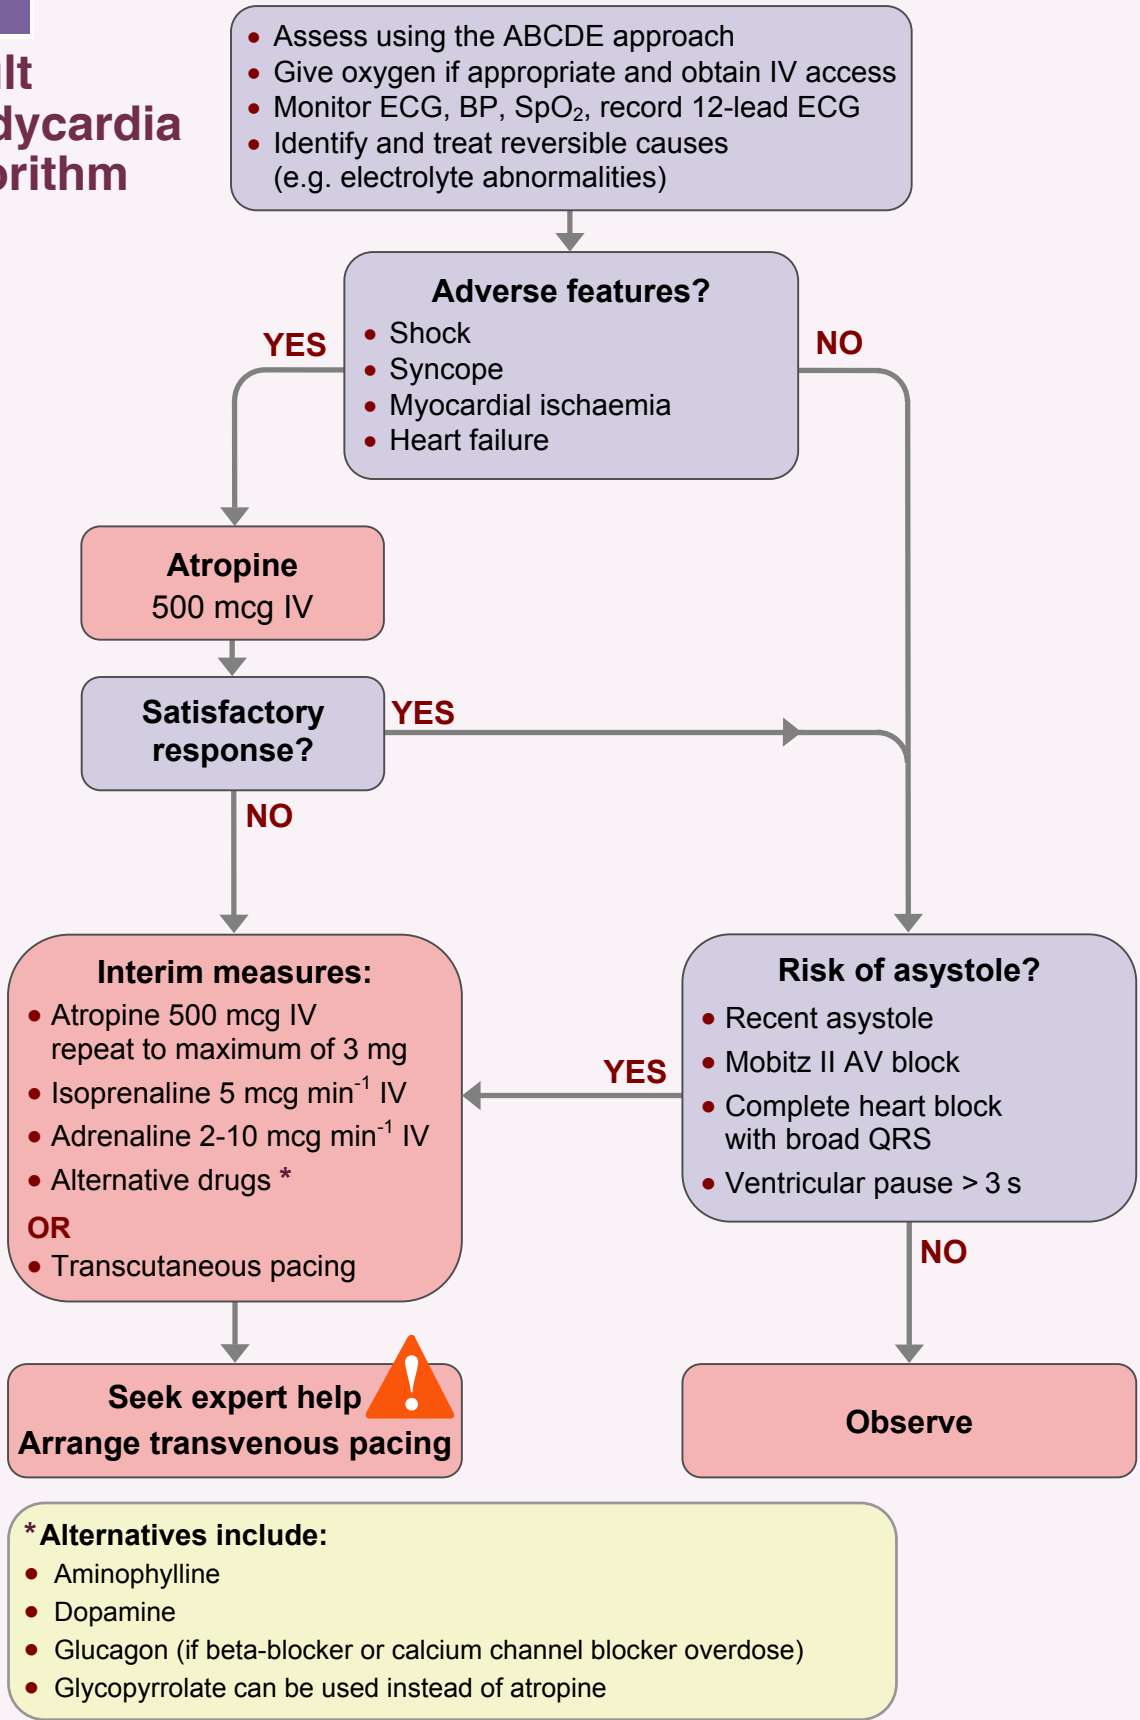 ult
dycardia
orithm
• Assess using the ABCDE approach
• Give oxygen if appropriate and obtain IV access
• Monitor ECG, BP, SpO₂, record 12-lead ECG
• Identify and treat reversible causes
(e.g. electrolyte abnormalities)
Adverse features?
• Shock
• Syncope
• Myocardial ischaemia
• Heart failure
YES
NO
Atropine
500 mcg IV
Satisfactory
response?
YES
NO
Interim measures:
• Atropine 500 mcg IV
repeat to maximum of 3 mg
• Isoprenaline 5 mcg min⁻¹ IV
• Adrenaline 2-10 mcg min⁻¹ IV
• Alternative drugs *
OR
• Transcutaneous pacing
YES
Risk of asystole?
• Recent asystole
• Mobitz II AV block
• Complete heart block
with broad QRS
• Ventricular pause > 3 s
NO
Seek expert help
!
Arrange transvenous pacing
Observe
* Alternatives include:
• Aminophylline
• Dopamine
• Glucagon (if beta-blocker or calcium channel blocker overdose)
• Glycopyrrolate can be used instead of atropine